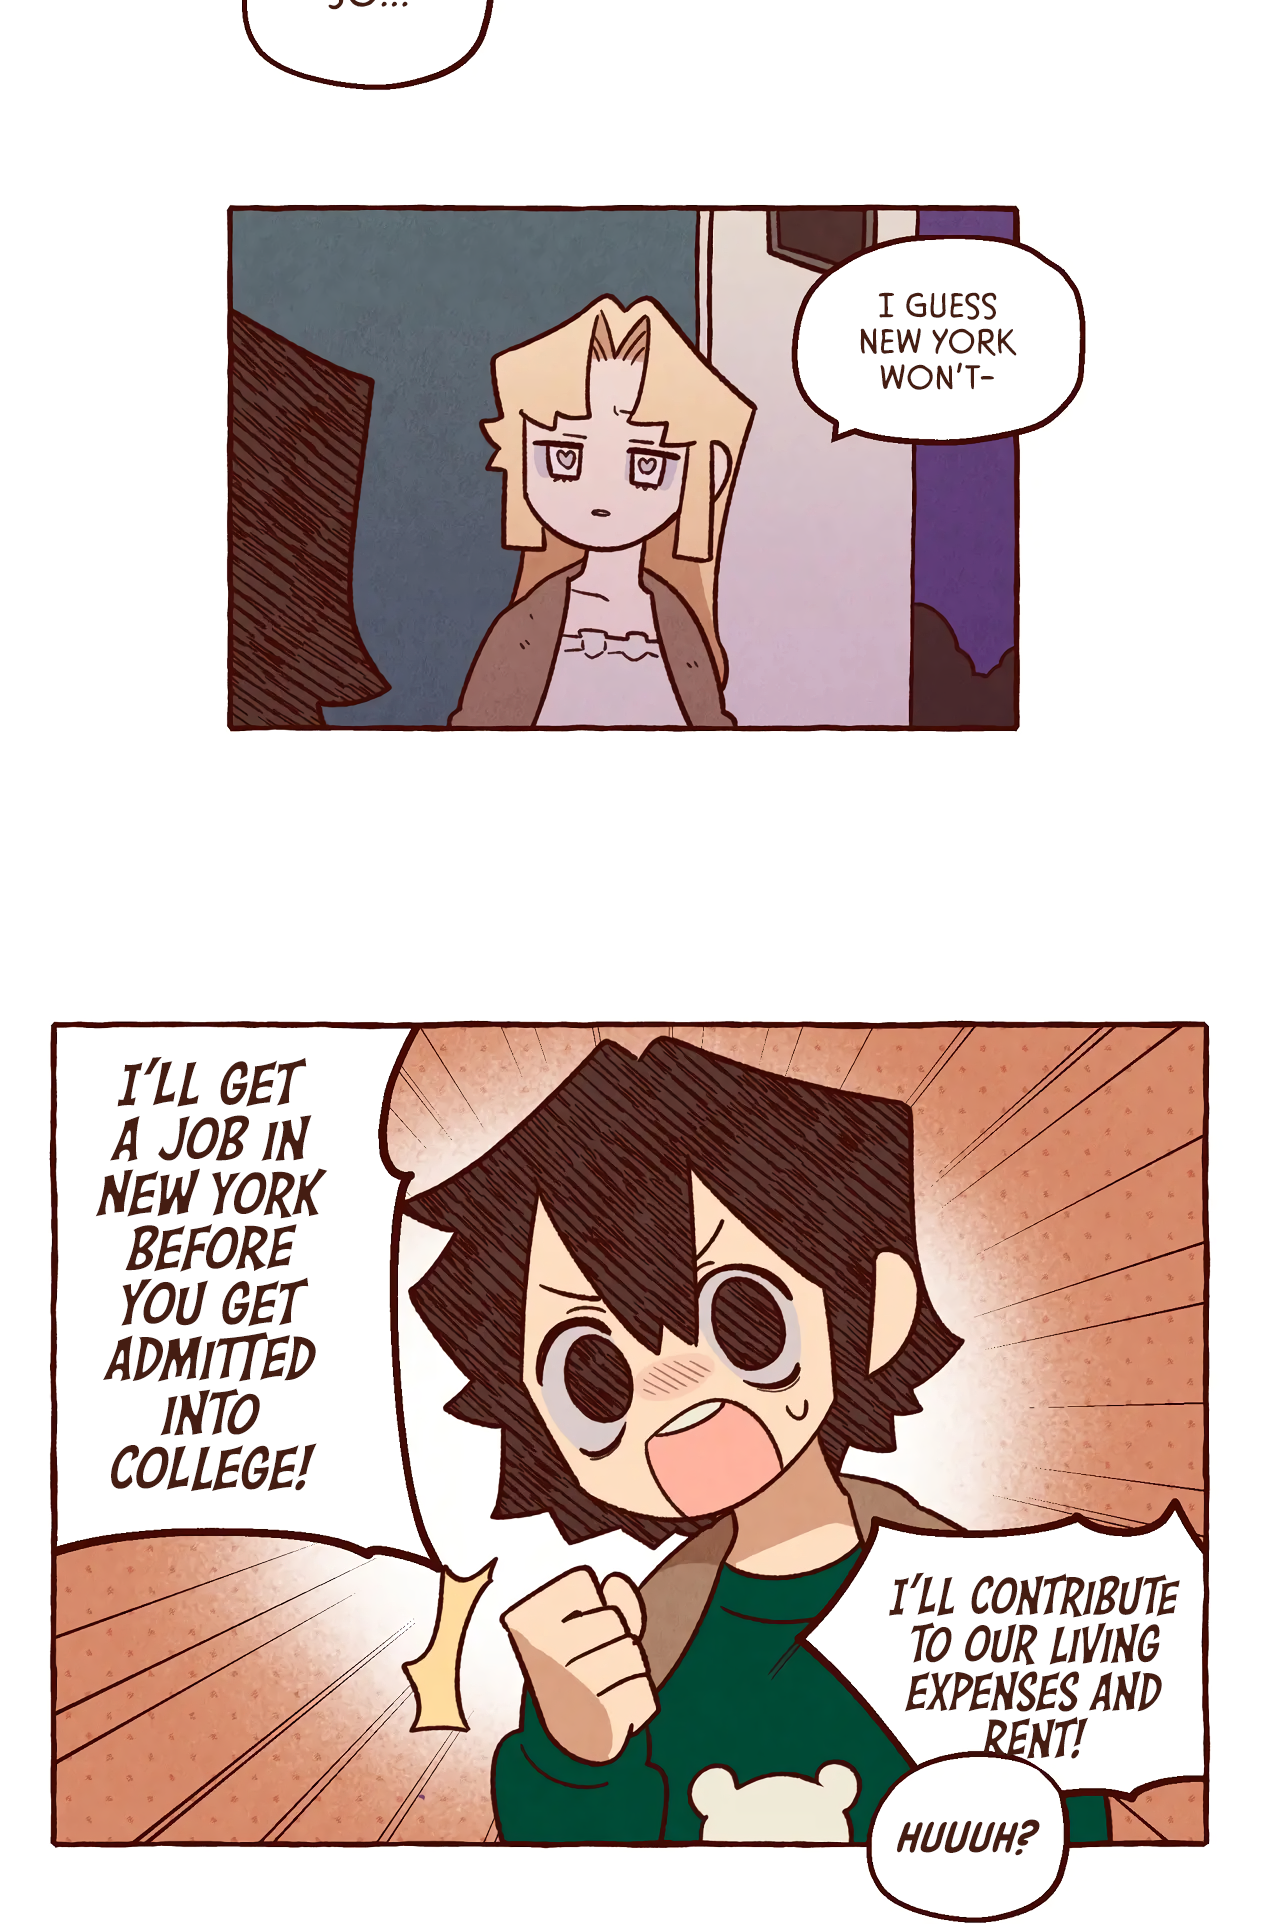 SO...
I GUESS
NEW YORK
WON'T-
I'LL GET
A JOB IN
NEW YORK
BEFORE
YOU GET
ADMITTED
INTO
COLLEGE!
I'LL CONTRIBUTE
TO OUR LIVING
EXPENSES AND
RENT!
HUUUH?